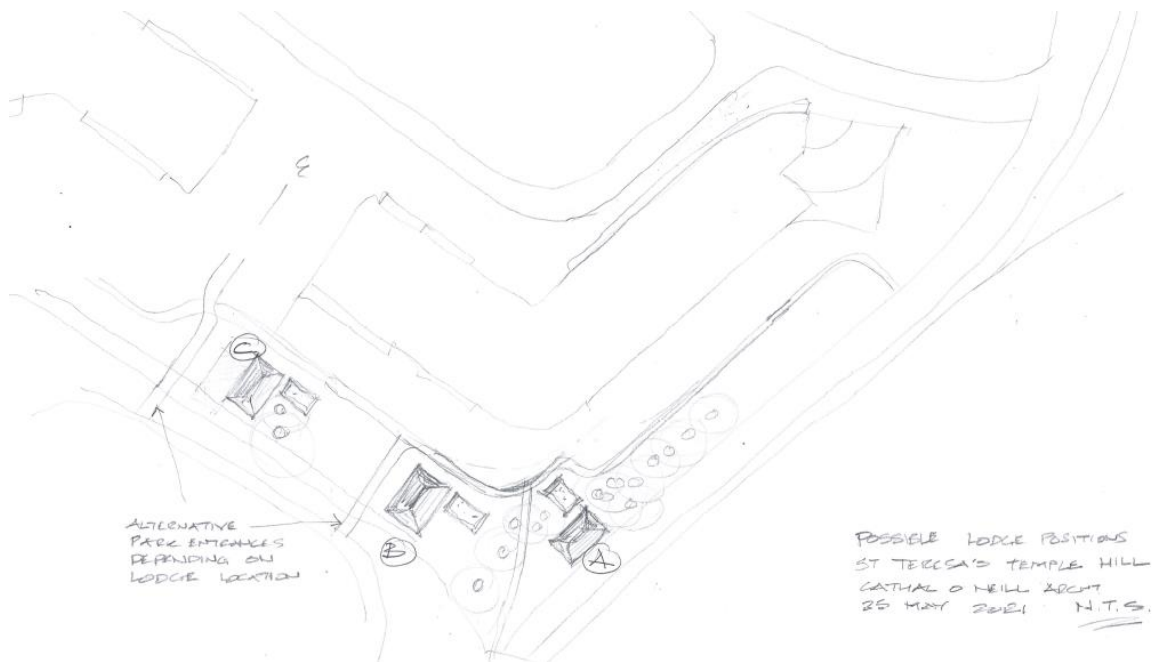 C
B
A
ALTERNATIVE
PARK ENTRANCES
DEPENDING ON
LODGE LOCATION
POSSIBLE LODGE POSITIONS
ST TERESA'S TEMPLE HILL
CATHAL O NEILL ARCHT
25 MAY 2021 N.T.S.